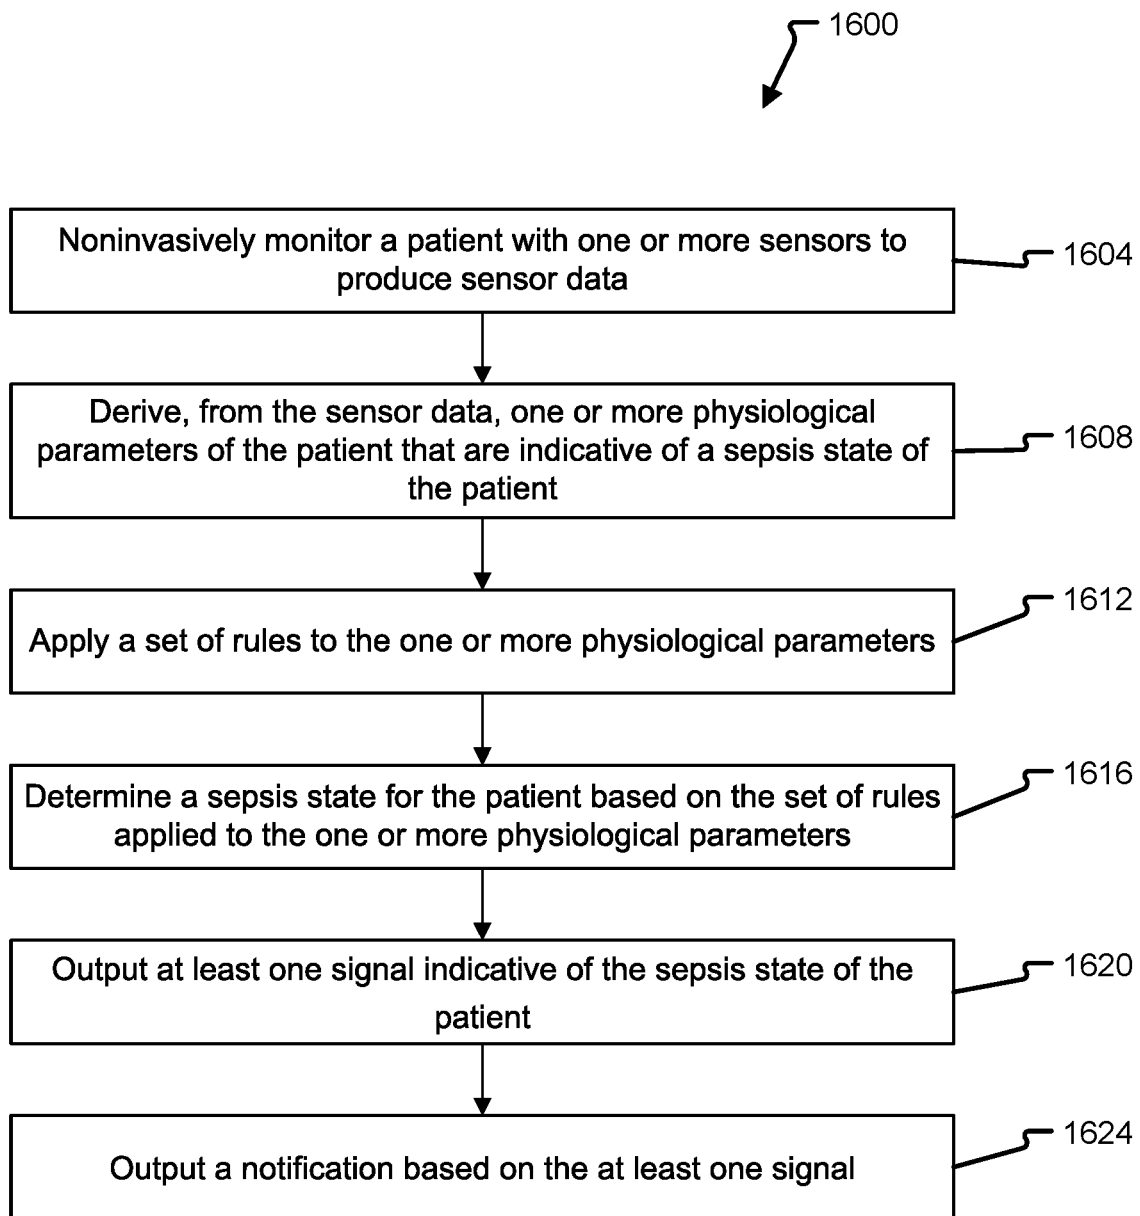 1600
Noninvasively monitor a patient with one or more sensors to
produce sensor data
1604
Derive, from the sensor data, one or more physiological
parameters of the patient that are indicative of a sepsis state of
the patient
1608
Apply a set of rules to the one or more physiological parameters
1612
Determine a sepsis state for the patient based on the set of rules
applied to the one or more physiological parameters
1616
Output at least one signal indicative of the sepsis state of the
patient
1620
Output a notification based on the at least one signal
1624